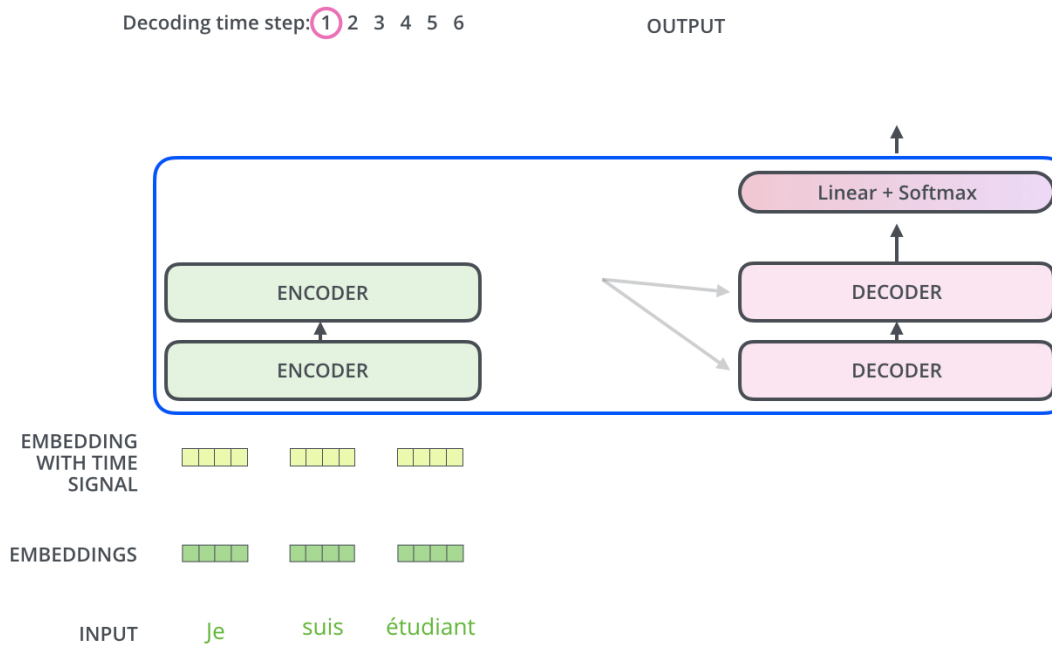 Decoding time step: 1 2 3 4 5 6
OUTPUT
Linear + Softmax
ENCODER
DECODER
ENCODER
DECODER
EMBEDDING
WITH TIME
SIGNAL
EMBEDDINGS
INPUT
Je suis étudiant